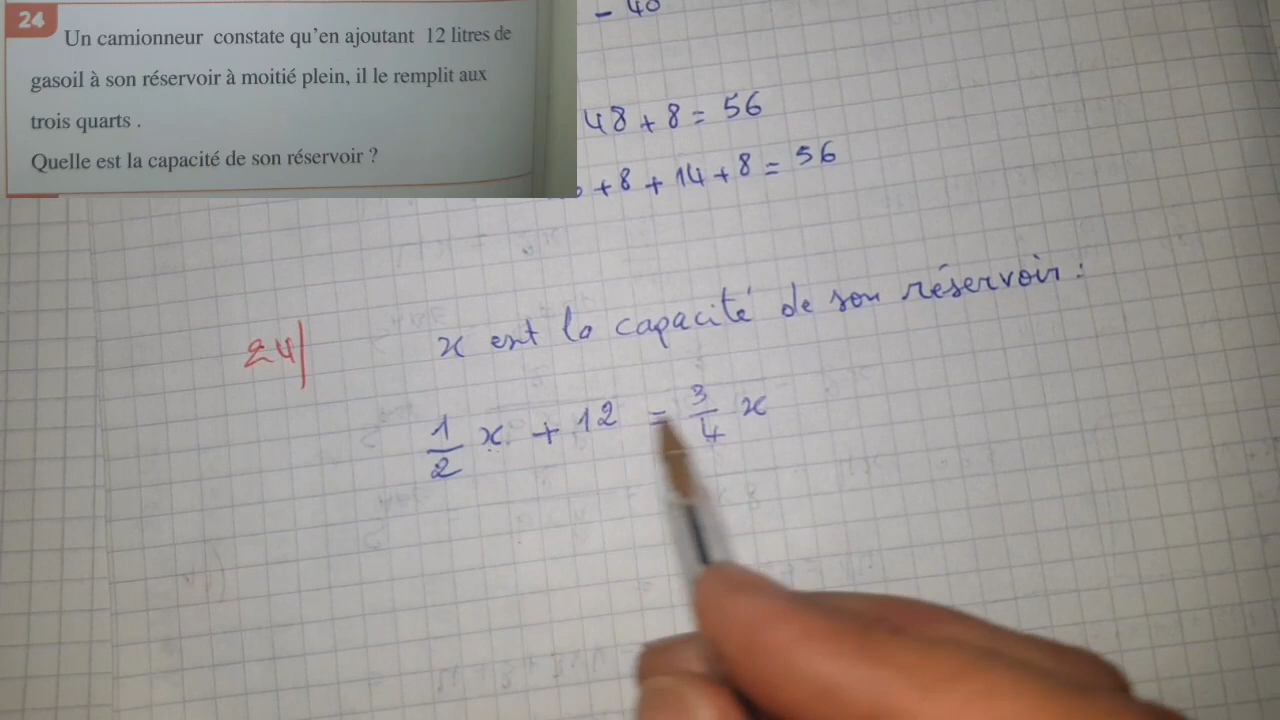 24
Un camionneur constate qu'en ajoutant 12 litres de
gasoil à son réservoir à moitié plein, il le remplit aux
trois quarts .
Quelle est la capacité de son réservoir ?
- 40
48 + 8 = 56
+ 8 + 14 + 8 = 56
24/
x est la capacité de son réservoir :
1/2 x + 12 = 3/4 x